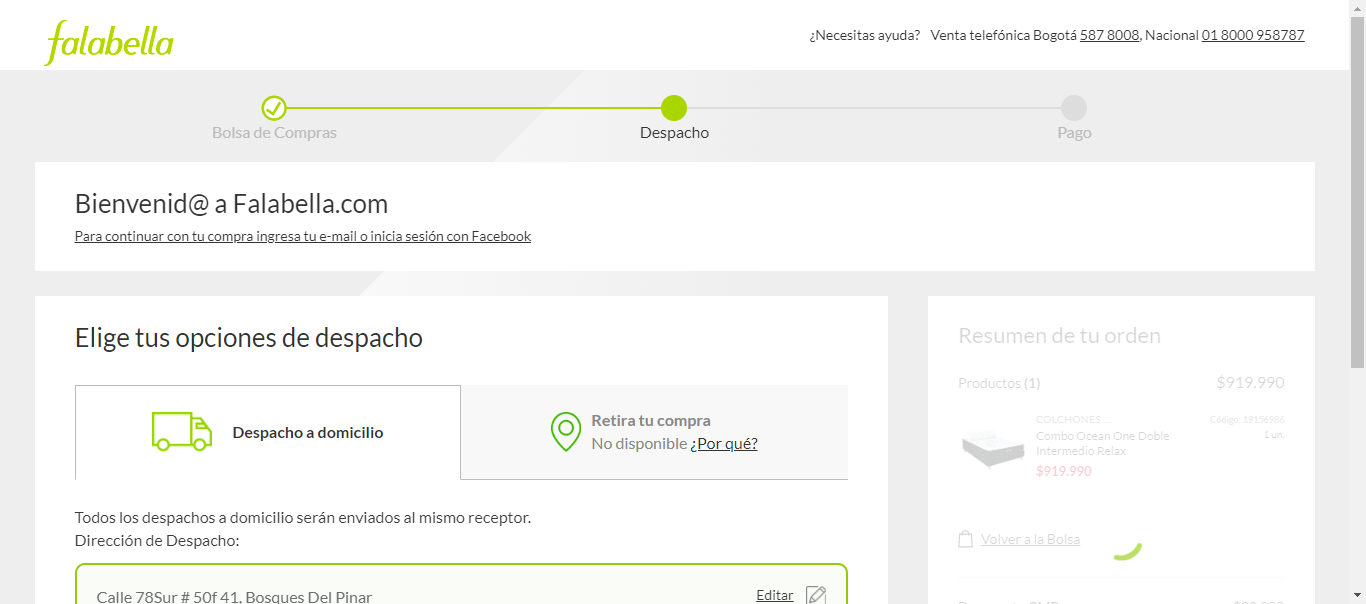 falabella
¿Necesitas ayuda? Venta telefónica Bogotá 587 8008, Nacional 01 8000 958787
Bolsa de Compras
Despacho
Pago
Bienvenid@ a Falabella.com
Para continuar con tu compra ingresa tu e-mail o inicia sesión con Facebook
Elige tus opciones de despacho
Despacho a domicilio
Retira tu compra
No disponible ¿Por qué?
Todos los despachos a domicilio serán enviados al mismo receptor.
Dirección de Despacho:
Calle 78Sur # 50f 41, Bosques Del Pinar
Editar
Resumen de tu orden
Productos (1) $919.990
COLCHONES ... Código: 19156986
Combo Ocean One Doble 1 un.
Intermedio Relax
$919.990
Volver a la Bolsa